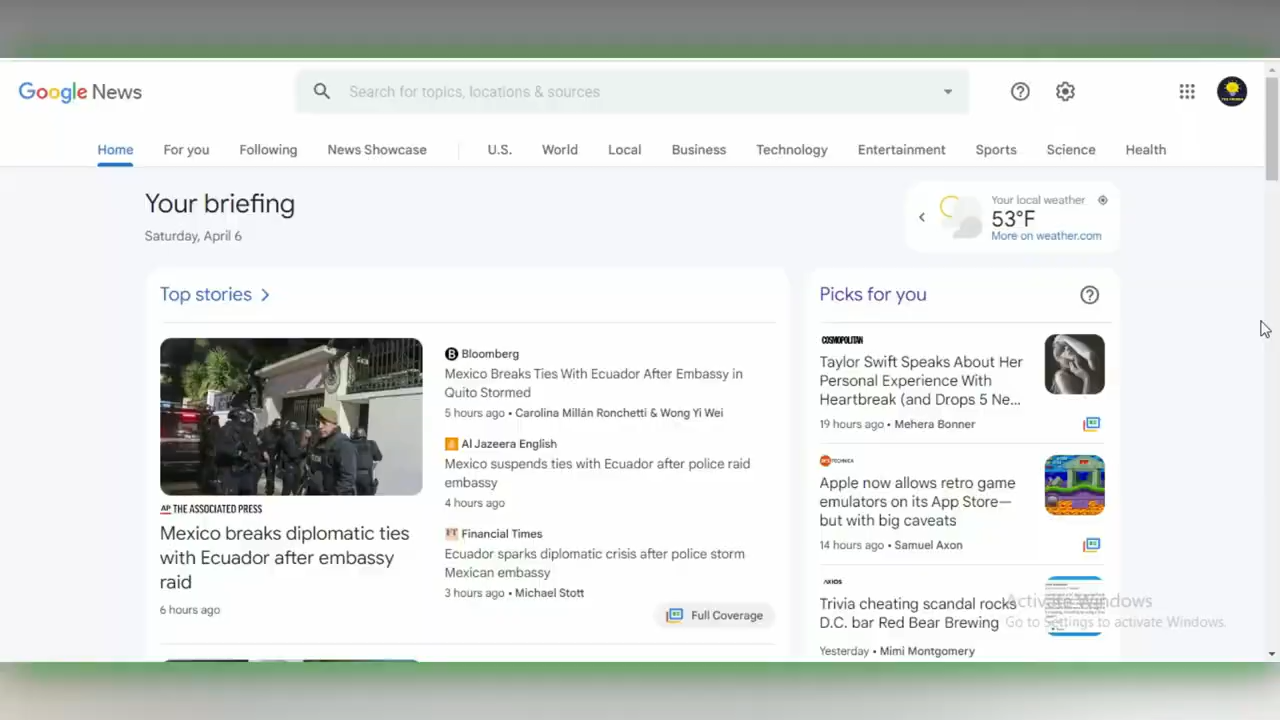 Google News
Search for topics, locations & sources
Home For you Following News Showcase U.S. World Local Business Technology Entertainment Sports Science Health
Your briefing
Saturday, April 6
Your local weather
53°F
More on weather.com
Top stories
AP THE ASSOCIATED PRESS
Mexico breaks diplomatic ties
with Ecuador after embassy
raid
6 hours ago
Bloomberg
Mexico Breaks Ties With Ecuador After Embassy in
Quito Stormed
5 hours ago • Carolina Millán Ronchetti & Wong Yi Wei
Al Jazeera English
Mexico suspends ties with Ecuador after police raid
embassy
4 hours ago
FT Financial Times
Ecuador sparks diplomatic crisis after police storm
Mexican embassy
3 hours ago • Michael Stott
Full Coverage
Picks for you
COSMOPOLITAN
Taylor Swift Speaks About Her
Personal Experience With
Heartbreak (and Drops 5 Ne...
19 hours ago • Mehera Bonner
ars TECHNICA
Apple now allows retro game
emulators on its App Store—
but with big caveats
14 hours ago • Samuel Axon
AXIOS
Trivia cheating scandal rocks
D.C. bar Red Bear Brewing
Yesterday • Mimi Montgomery
Activate Windows
Go to Settings to activate Windows.